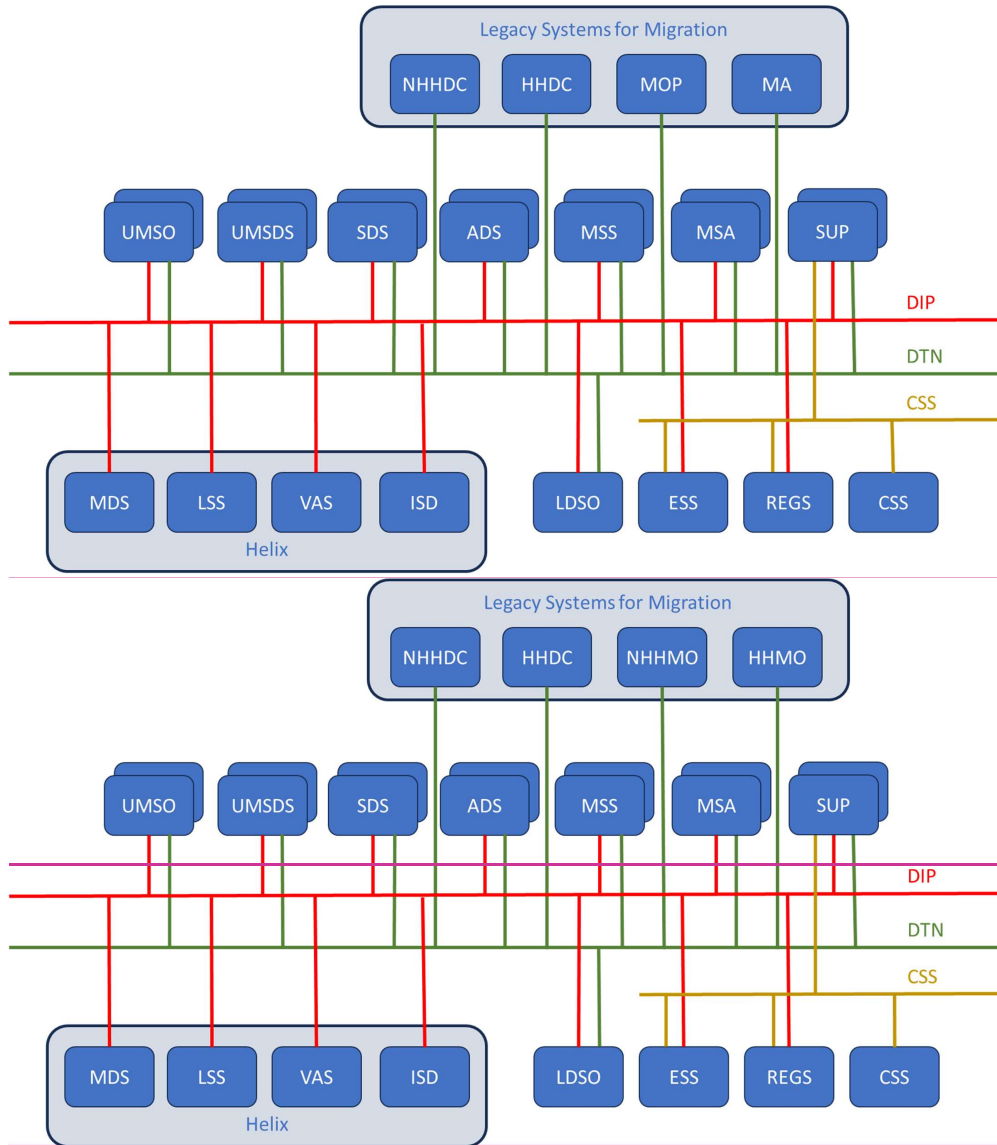 Legacy Systems for Migration
NHHDC HHDC MOP MA
UMSO UMSDS SDS ADS MSS MSA SUP
DIP
DTN
CSS
MDS LSS VAS ISD LDSO ESS REGS CSS
Helix
Legacy Systems for Migration
NHHDC HHDC NHHMO HHMO
UMSO UMSDS SDS ADS MSS MSA SUP
DIP
DTN
CSS
MDS LSS VAS ISD LDSO ESS REGS CSS
Helix